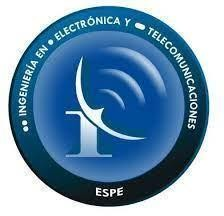 INGENIERÍA EN ELECTRÓNICA Y TELECOMUNICACIONES
ESPE